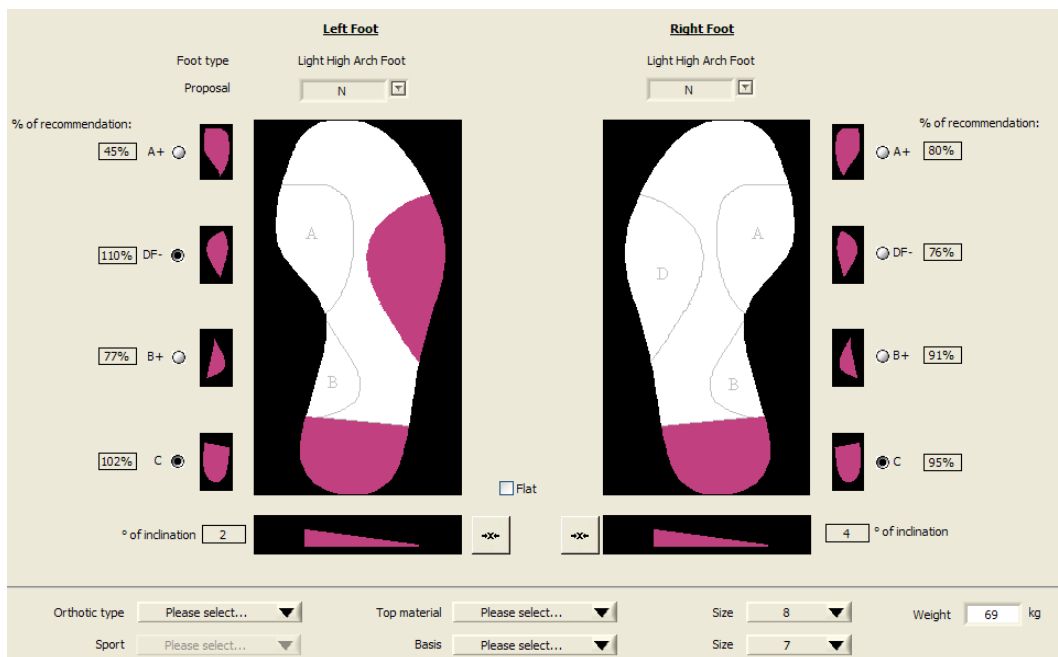 Left Foot Right Foot
Foot type Light High Arch Foot Light High Arch Foot
Proposal N N
% of recommendation: % of recommendation:
45% A+ A+ 80%
A A
110% DF- D DF- 76%
77% B+ B+ 91%
B B
102% C C 95%
Flat
° of inclination 2 →X← →X← 4 ° of inclination
Orthotic type Please select... Top material Please select... Size 8 Weight 69 kg
Sport Please select... Basis Please select... Size 7